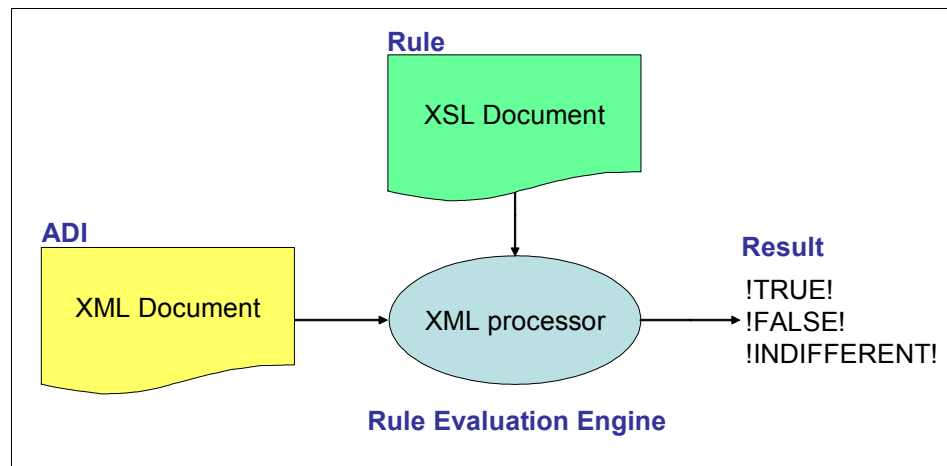 Rule
XSL Document
ADI
XML Document
XML processor
Rule Evaluation Engine
Result
!TRUE!
!FALSE!
!INDIFFERENT!